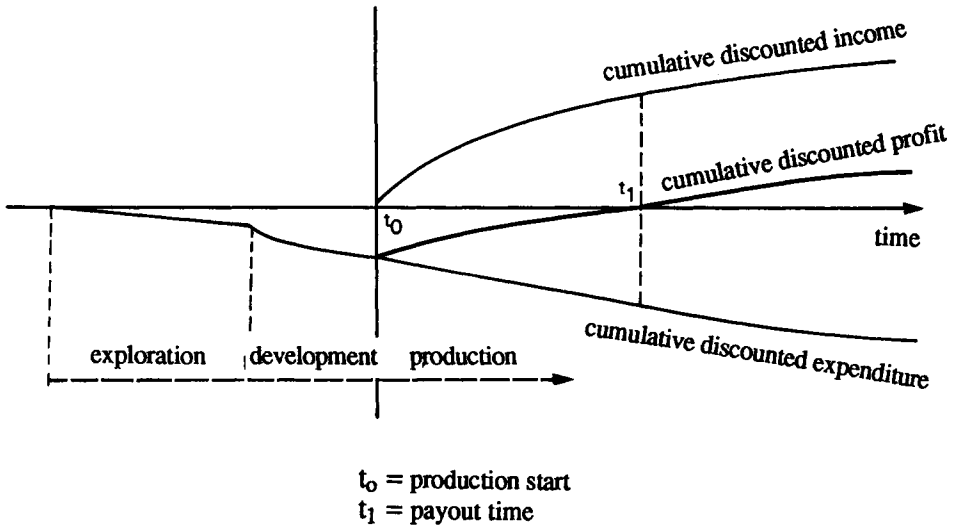 cumulative discounted income
cumulative discounted profit
t1
t0
time
cumulative discounted expenditure
exploration
development
production
to = production start
t1 = payout time